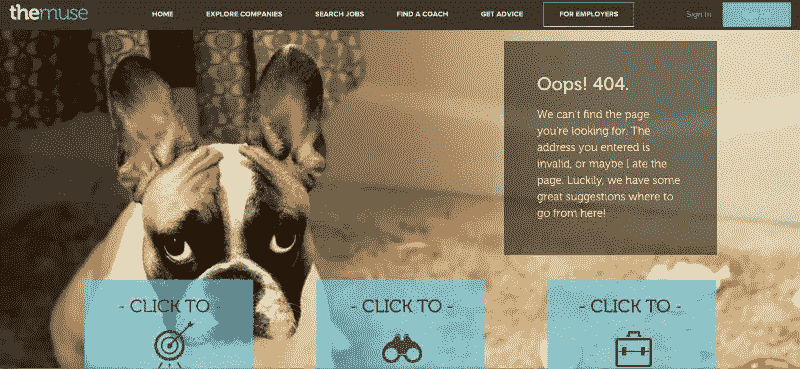 themuse HOME EXPLORE COMPANIES SEARCH JOBS FIND A COACH GET ADVICE FOR EMPLOYERS Sign In
Oops! 404.
We can't find the page
you're looking for. The
address you entered is
invalid, or maybe I ate the
page. Luckily, we have some
great suggestions where to
go from here!
- CLICK TO - CLICK TO - - CLICK TO -